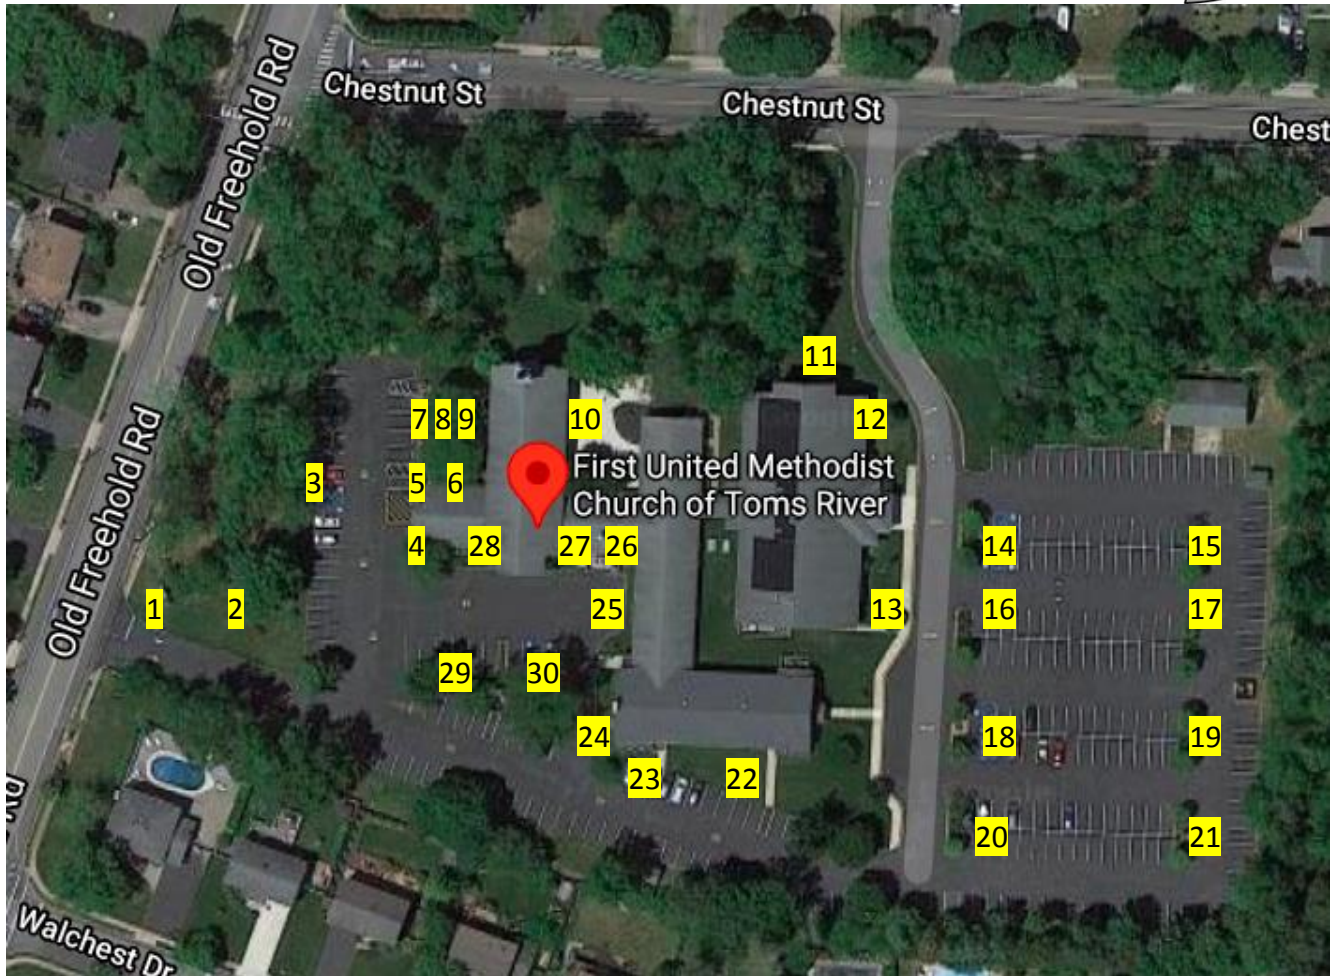 Chestnut St
Chestnut St
Chest
Old Freehold Rd
11
7 8 9
10
12
3
5
6
First United Methodist
Church of Toms River
Old Freehold Rd
4
28
27
26
14
15
1
2
25
13
16
17
29
30
24
18
19
23
22
Rd
20
21
Walchest Dr